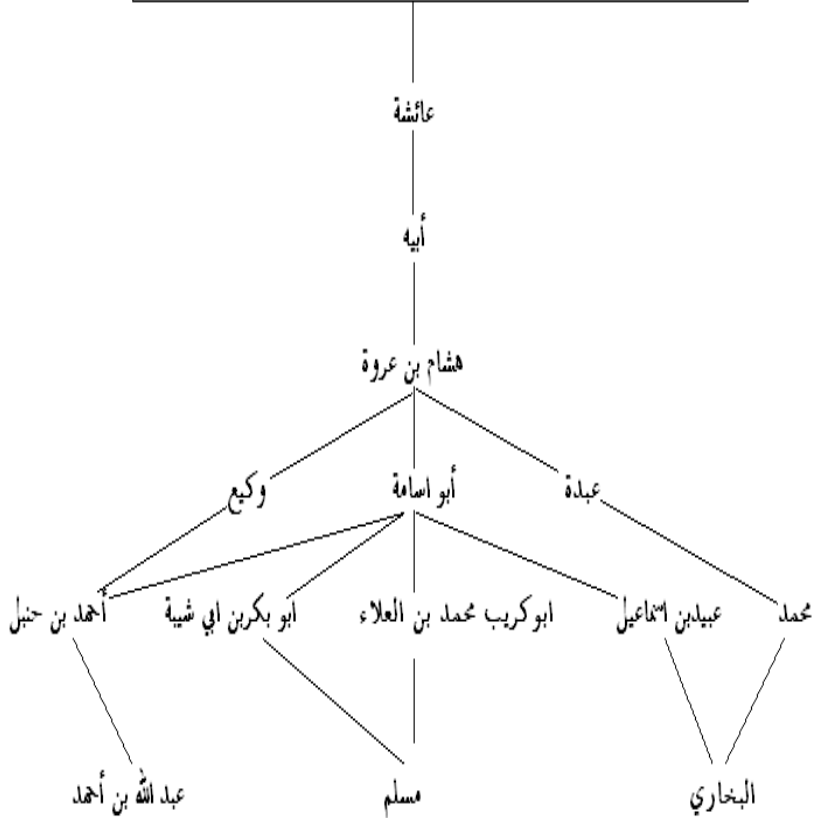 عائشة
أبيه
هشام بن عروة
وكيع أبو اسامة عبدة
أحمد بن حنبل ابو بكربن ابي شيبة ابوكريب محمد بن العلاء عبيدبن اسماعيل محمد
عبد الله بن أحمد مسلم البخاري